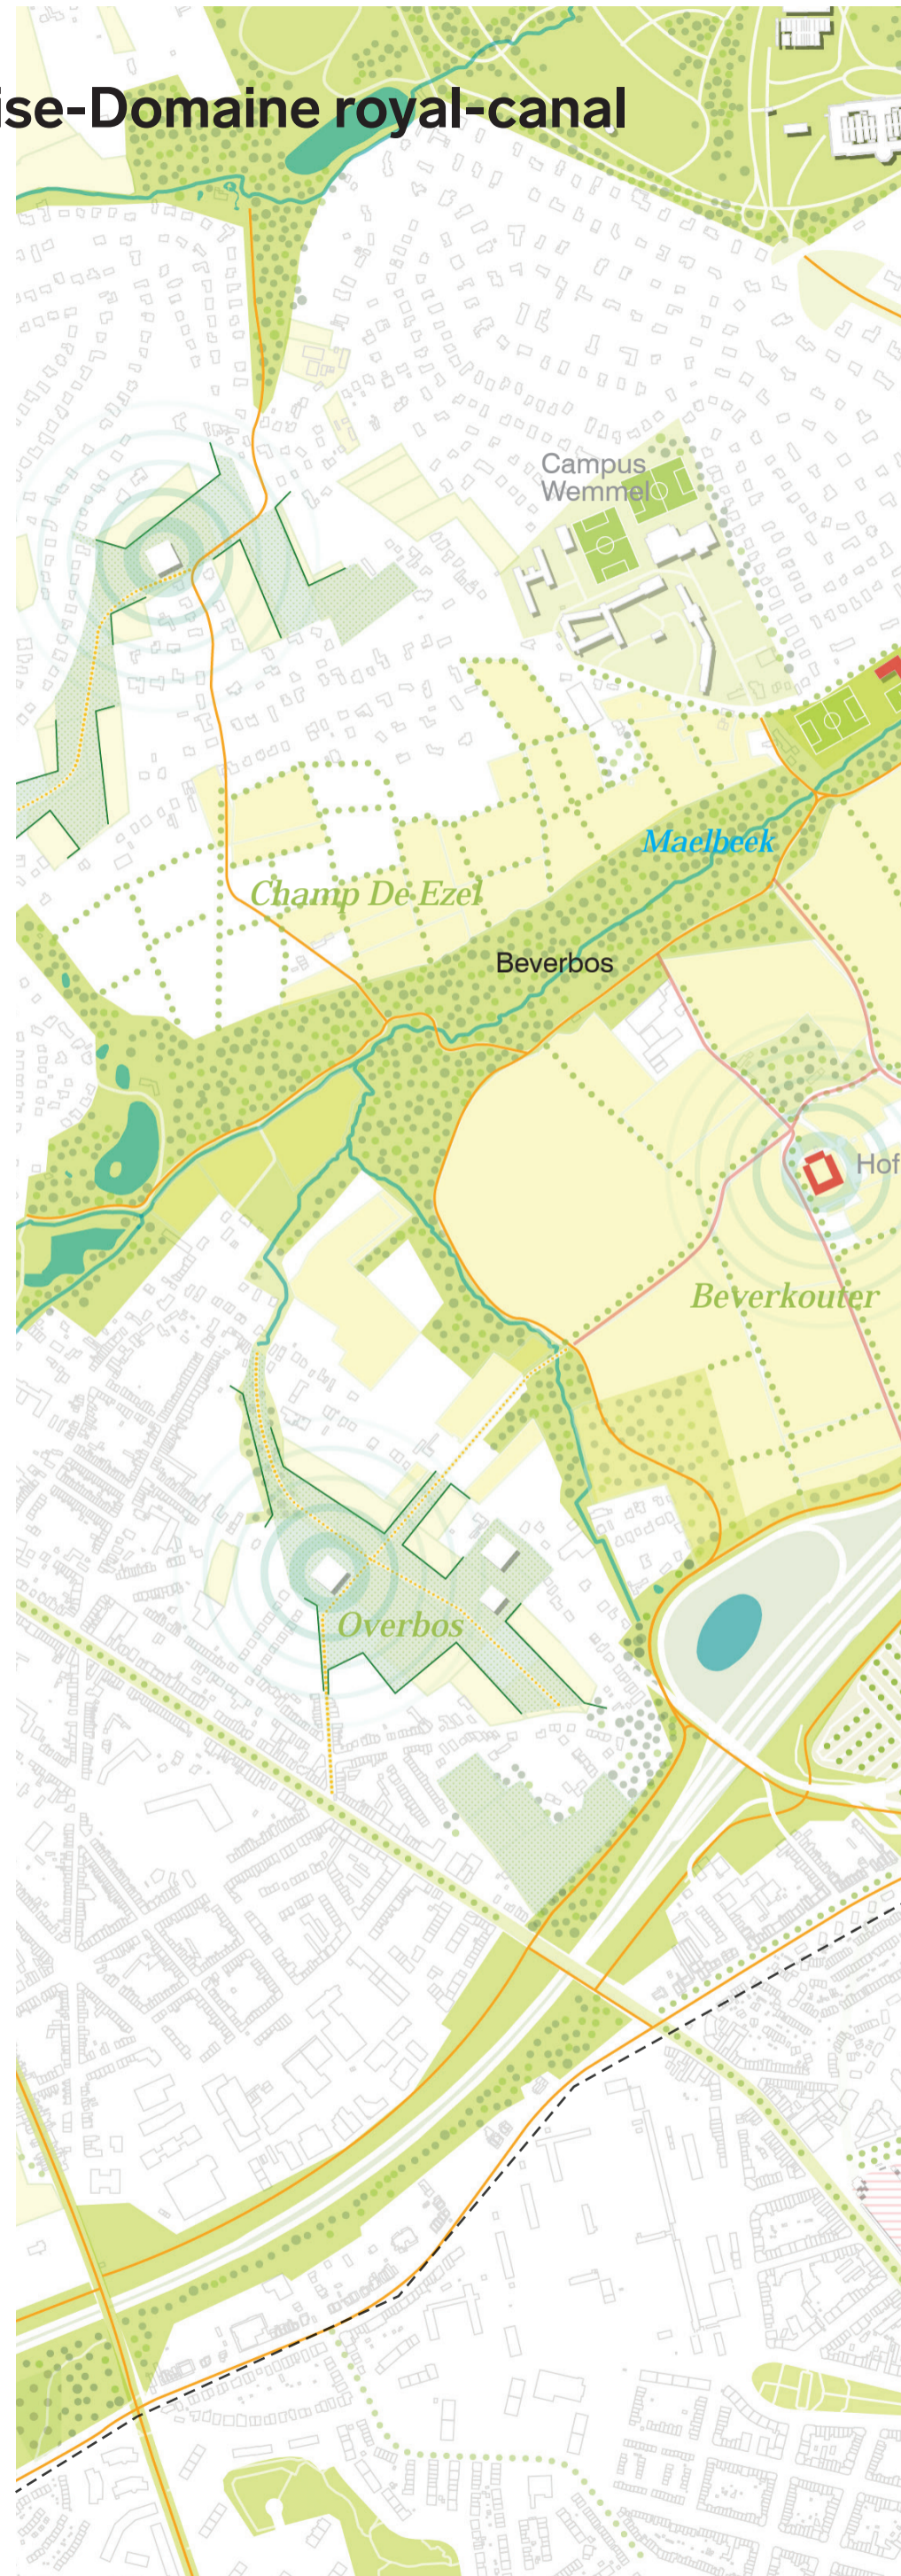 ise-Domaine royal-canal
Campus
Wemmel
Maelbeek
Champ De Ezel
Beverbos
Hof
Beverkouter
Overbos